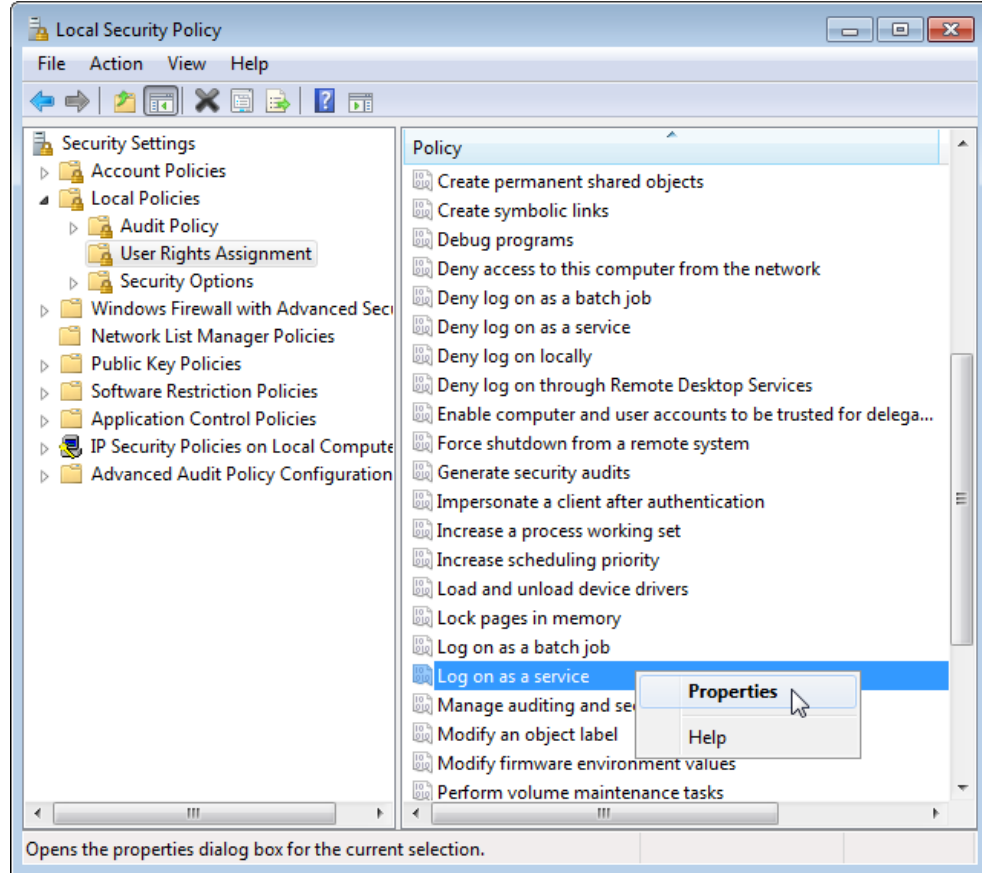 Local Security Policy
File Action View Help
Security Settings
Account Policies
Local Policies
Audit Policy
User Rights Assignment
Security Options
Windows Firewall with Advanced Secu
Network List Manager Policies
Public Key Policies
Software Restriction Policies
Application Control Policies
IP Security Policies on Local Compute
Advanced Audit Policy Configuration
Policy
Create permanent shared objects
Create symbolic links
Debug programs
Deny access to this computer from the network
Deny log on as a batch job
Deny log on as a service
Deny log on locally
Deny log on through Remote Desktop Services
Enable computer and user accounts to be trusted for delega...
Force shutdown from a remote system
Generate security audits
Impersonate a client after authentication
Increase a process working set
Increase scheduling priority
Load and unload device drivers
Lock pages in memory
Log on as a batch job
Log on as a service
Manage auditing and se
Modify an object label
Modify firmware environment values
Perform volume maintenance tasks
Properties
Help
Opens the properties dialog box for the current selection.